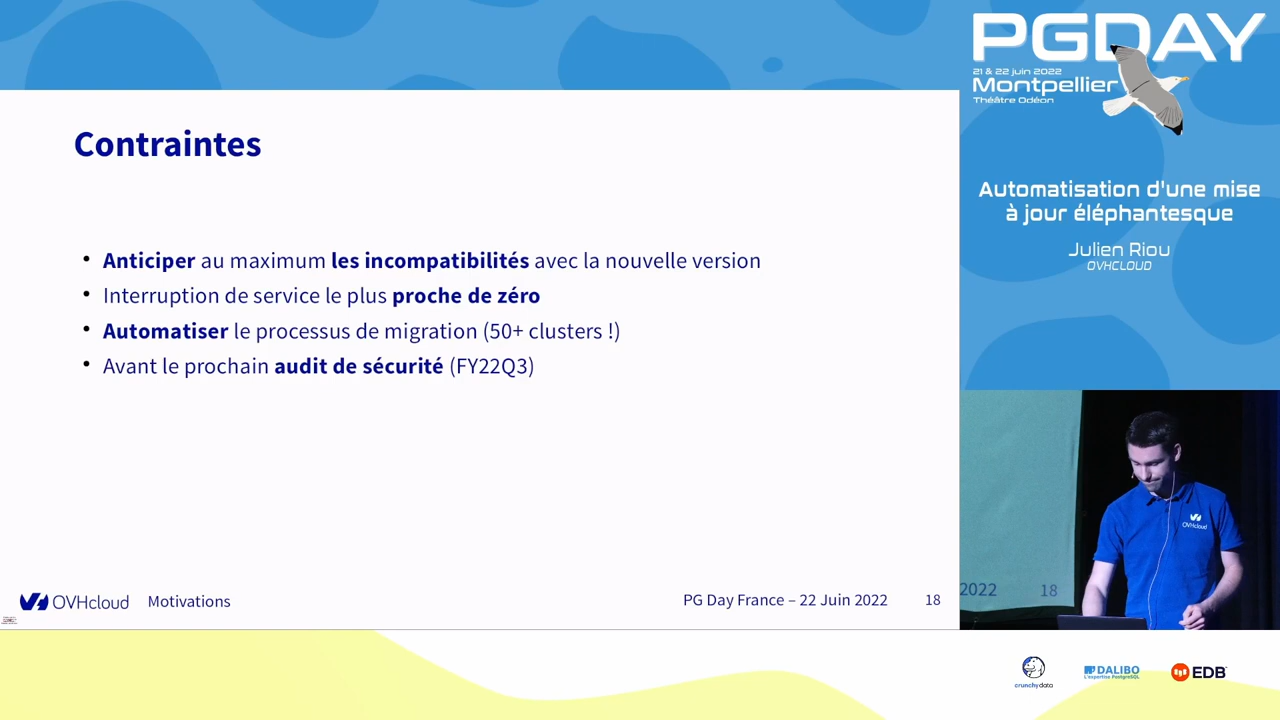 PGDAY
21 & 22 juin 2022
Montpellier
Théâtre Odéon
Automatisation d'une mise
à jour éléphantesque
Julien Riou
OVHCLOUD
Contraintes
• Anticiper au maximum les incompatibilités avec la nouvelle version
• Interruption de service le plus proche de zéro
• Automatiser le processus de migration (50+ clusters !)
• Avant le prochain audit de sécurité (FY22Q3)
OVHcloud Motivations
PG Day France – 22 Juin 2022 18
OVHcloud
2022 18
crunchydata
DALIBO
L'expertise PostgreSQL
EDB